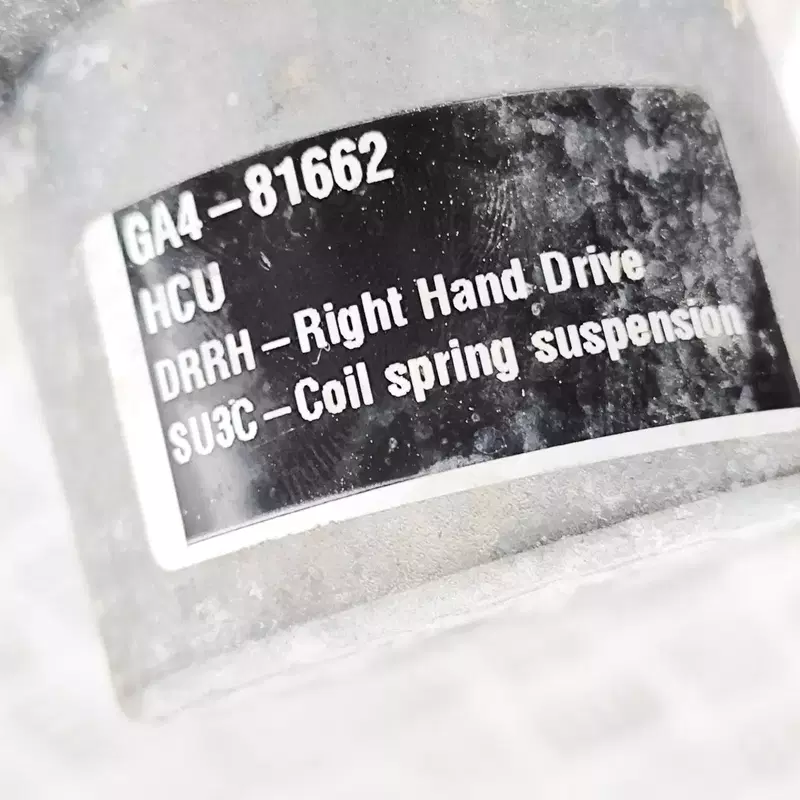 GA4-81662
HCU
DRRH-Right Hand Drive
SU3C-Coil spring suspension